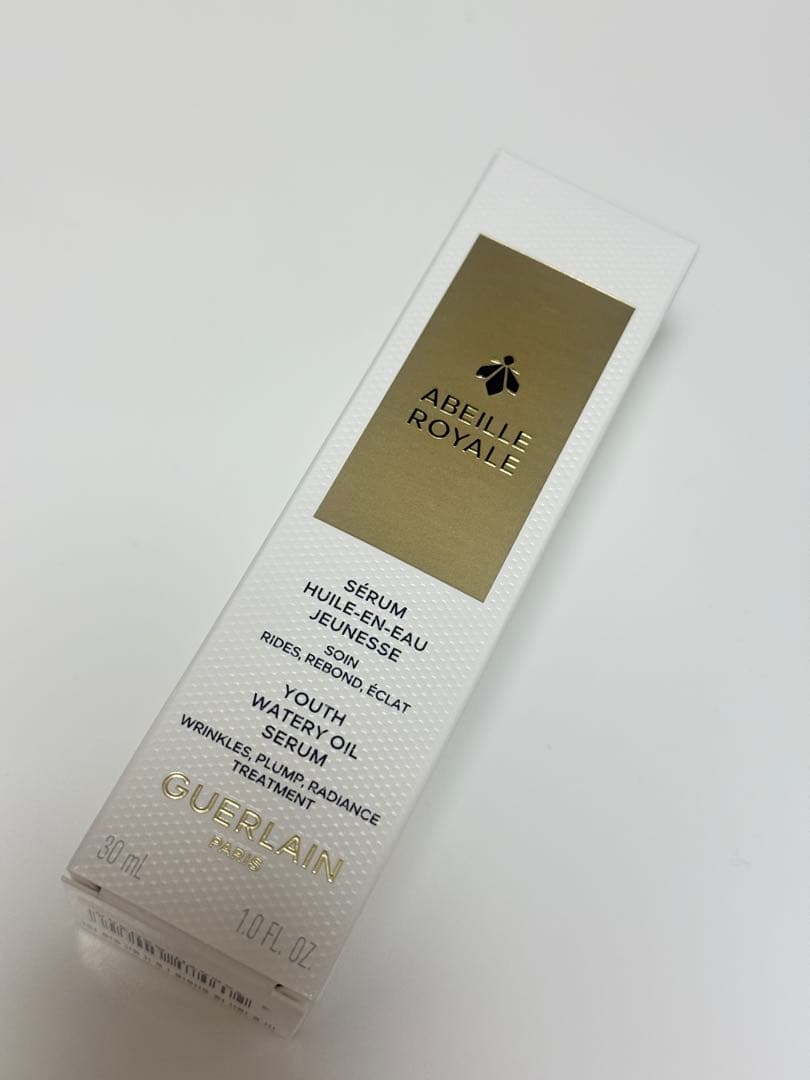 ABEILLE
ROYALE
SÉRUM
HUILE-EN-EAU
JEUNESSE
SOIN
RIDES, REBOND, ÉCLAT
YOUTH
WATERY OIL
SERUM
WRINKLES, PLUMP, RADIANCE
TREATMENT
GUERLAIN
PARIS
30 mL
1.0 FL. OZ.